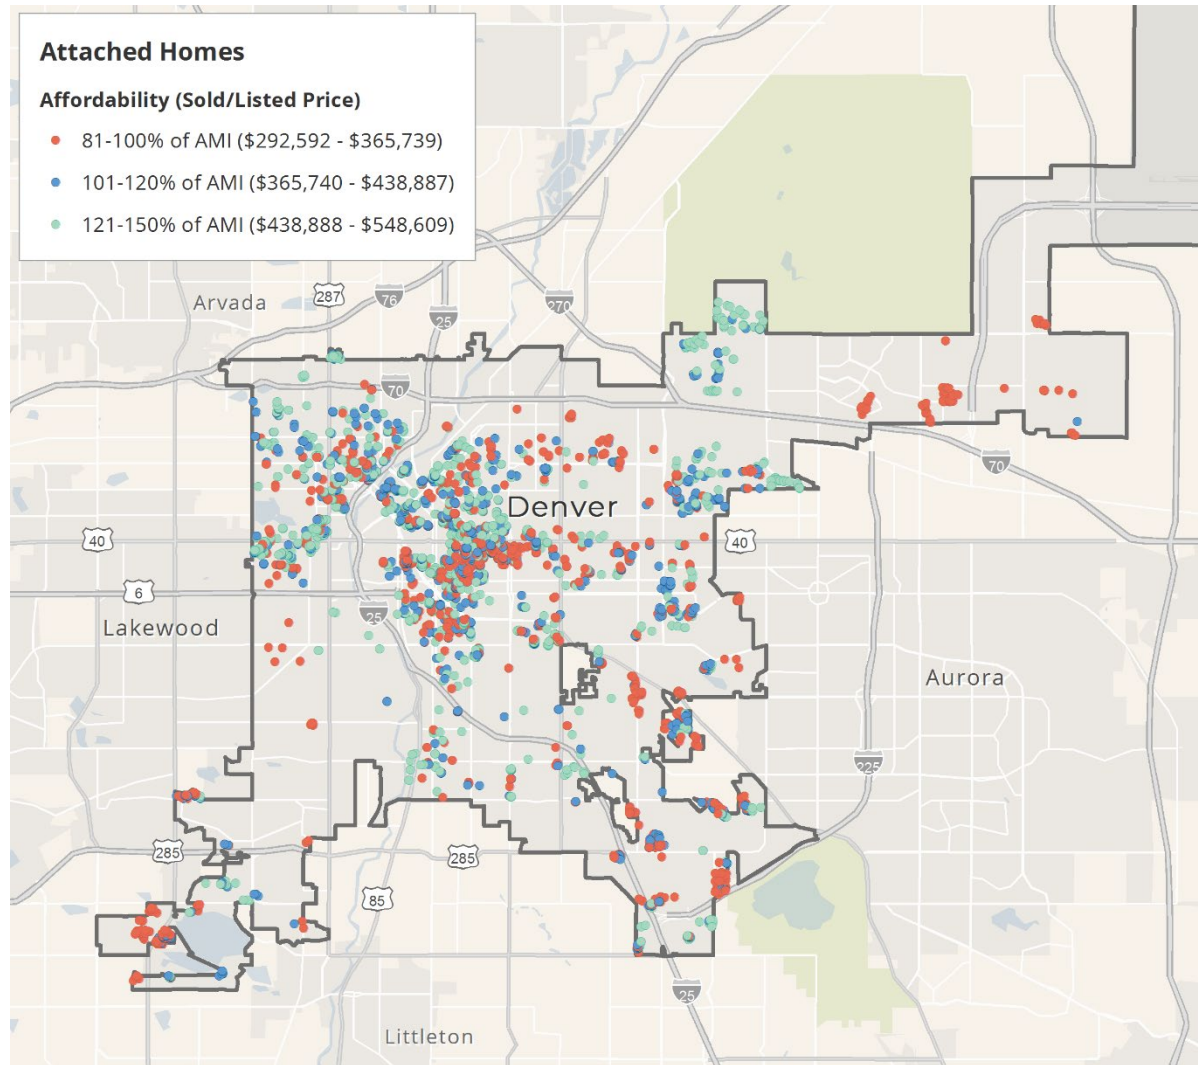 Attached Homes
Affordability (Sold/Listed Price)
81-100% of AMI ($292,592 - $365,739)
101-120% of AMI ($365,740 - $438,887)
121-150% of AMI ($438,888 - $548,609)
Arvada
287
76
25
270
70
Denver
70
40
40
6
25
Lakewood
Aurora
225
285
285
85
25
Littleton